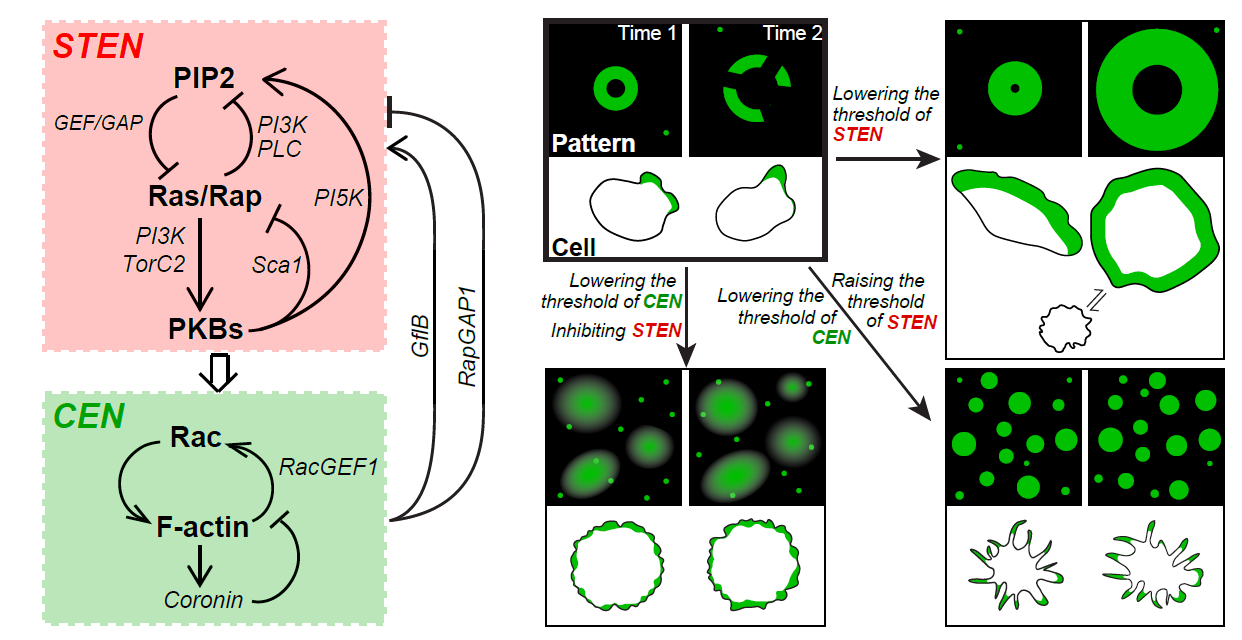 STEN
PIP2
GEF/GAP
PI3K
PLC
Ras/Rap
PI5K
PI3K
TorC2
Sca1
PKBs
GflB
RapGAP1
CEN
Rac
RacGEF1
F-actin
Coronin
Time 1
Time 2
Pattern
Cell
Lowering the
threshold of
STEN
Lowering the
threshold of CEN
Inhibiting STEN
Lowering the
threshold of
CEN
Raising the
threshold
of STEN